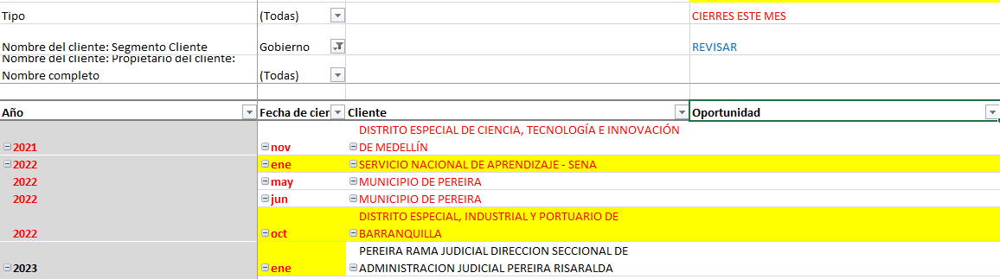 Tipo (Todas) CIERRES ESTE MES
Nombre del cliente: Segmento Cliente Gobierno REVISAR
Nombre del cliente: Propietario del cliente:
Nombre completo (Todas)
Año Fecha de cier Cliente Oportunidad
DISTRITO ESPECIAL DE CIENCIA, TECNOLOGÍA E INNOVACIÓN
2021 nov DE MEDELLÍN
2022 ene SERVICIO NACIONAL DE APRENDIZAJE - SENA
2022 may MUNICIPIO DE PEREIRA
2022 jun MUNICIPIO DE PEREIRA
DISTRITO ESPECIAL, INDUSTRIAL Y PORTUARIO DE
2022 oct BARRANQUILLA
PEREIRA RAMA JUDICIAL DIRECCION SECCIONAL DE
2023 ene ADMINISTRACION JUDICIAL PEREIRA RISARALDA